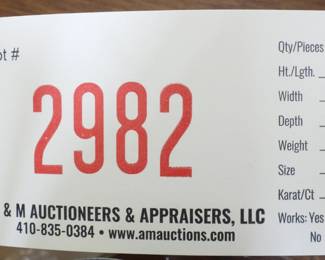 ot #
2982
& M AUCTIONEERS & APPRAISERS, LLC
410-835-0384 • www.amauctions.com
Qty/Pieces
Ht./Lgth.
Width
Depth
Weight
Size
Karat/Ct
Works: Yes
No